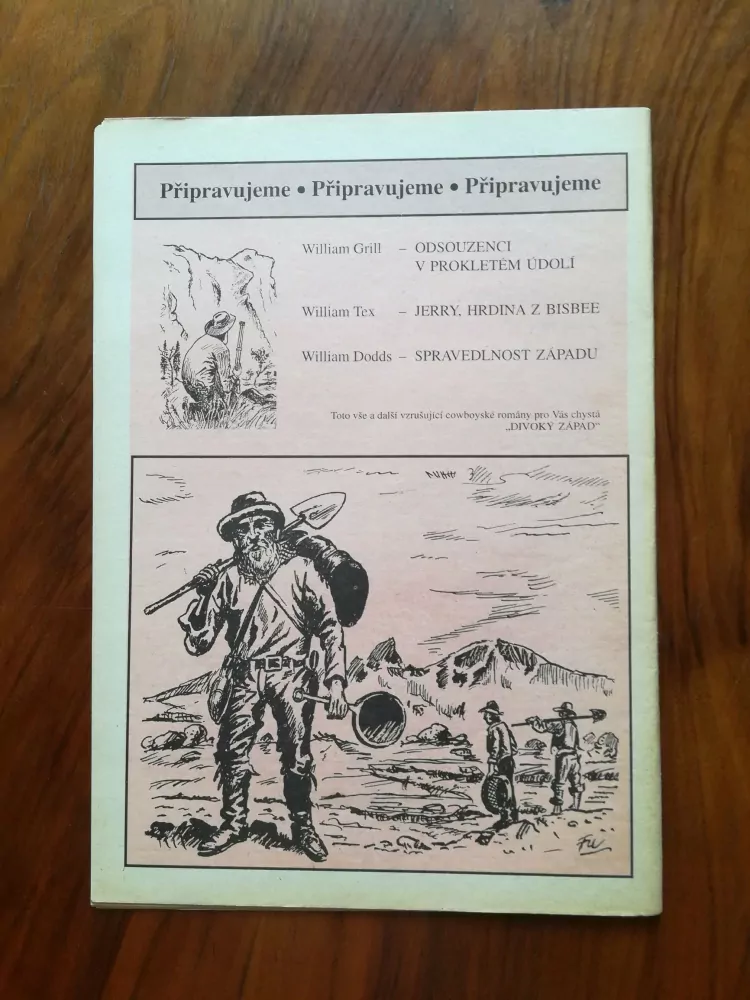 Připravujeme • Připravujeme • Připravujeme
William Grill – ODSOUZENCI
V PROKLETÉM ÚDOLÍ
William Tex – JERRY, HRDINA Z BISBEE
William Dodds – SPRAVEDLNOST ZÁPADU
Toto vše a další vzrušující cowboyské romány pro Vás chystá
„DIVOKÝ ZÁPAD“